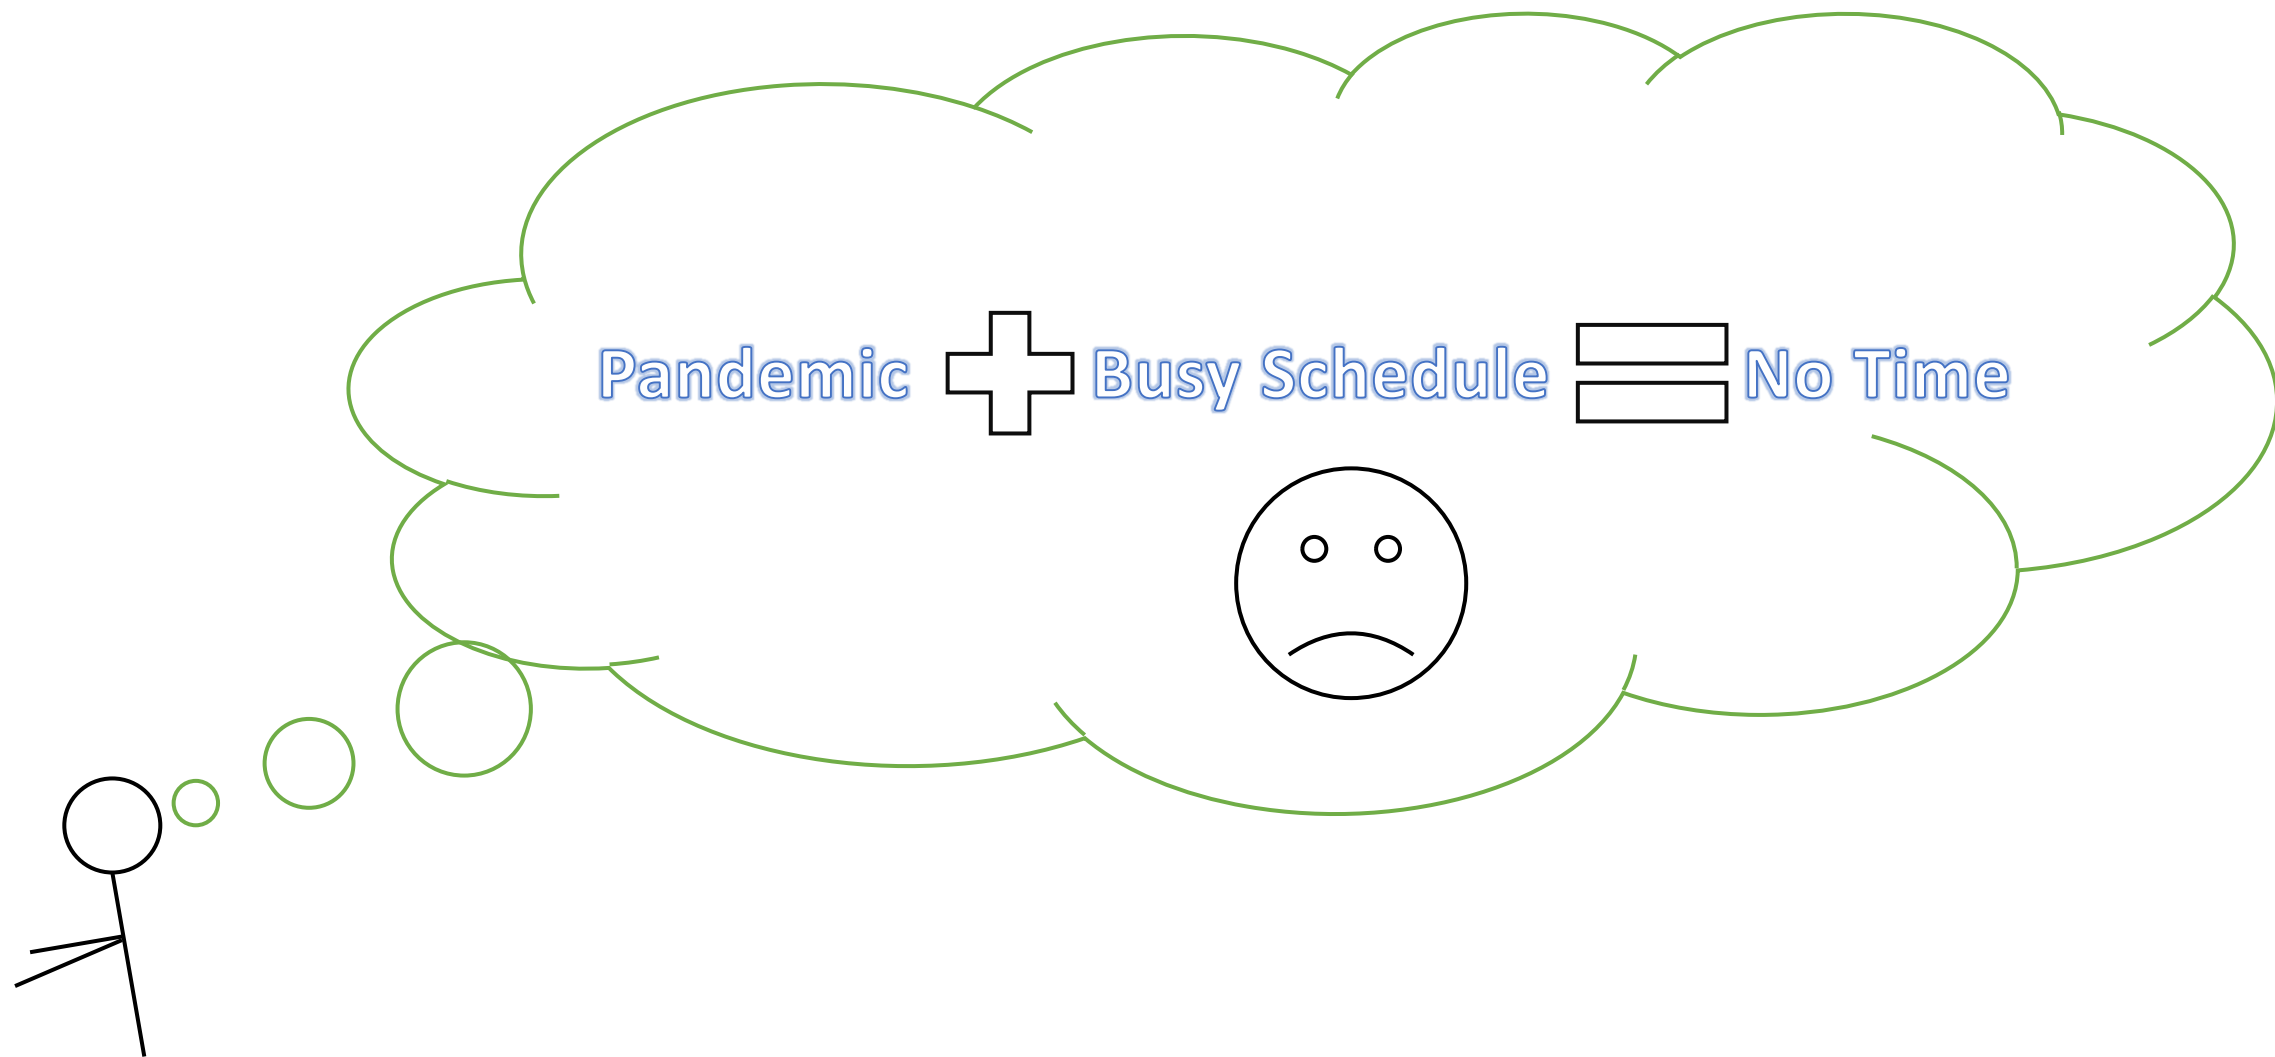 Pandemic + Busy Schedule = No Time